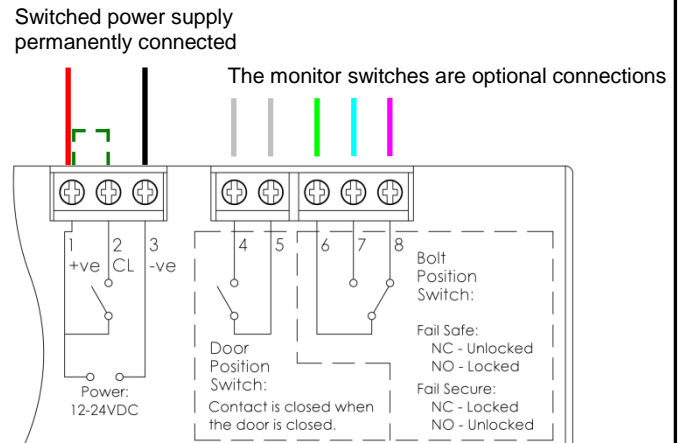 Switched power supply
permanently connected
The monitor switches are optional connections
1 2 3 4 5 6 7 8
+ve CL -ve
Bolt
Position
Switch:
Fail Safe:
NC - Unlocked
NO - Locked
Fail Secure:
NC - Locked
NO - Unlocked
Door
Position
Switch:
Contact is closed when
the door is closed.
Power:
12-24VDC